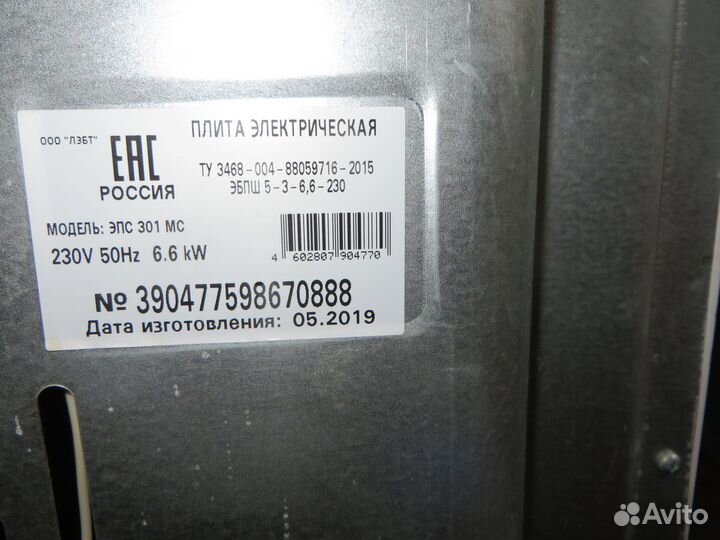 ООО "ЛЗБТ"
ЕАС
РОССИЯ
ПЛИТА ЭЛЕКТРИЧЕСКАЯ
ТУ 3468-004-88059716-2015
ЭБПШ 5-3-6,6-230
МОДЕЛЬ: ЭПС 301 МС
230V 50Hz 6.6 kW
4 602807 904770
№ 390477598670888
Дата изготовления: 05.2019
Avito